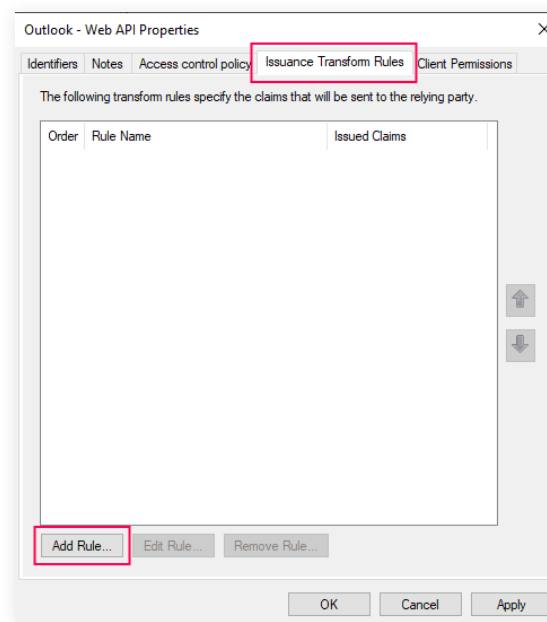 Outlook - Web API Properties
Identifiers Notes Access control policy Issuance Transform Rules Client Permissions
The following transform rules specify the claims that will be sent to the relying party.
Order Rule Name Issued Claims
Add Rule... Edit Rule... Remove Rule...
OK Cancel Apply